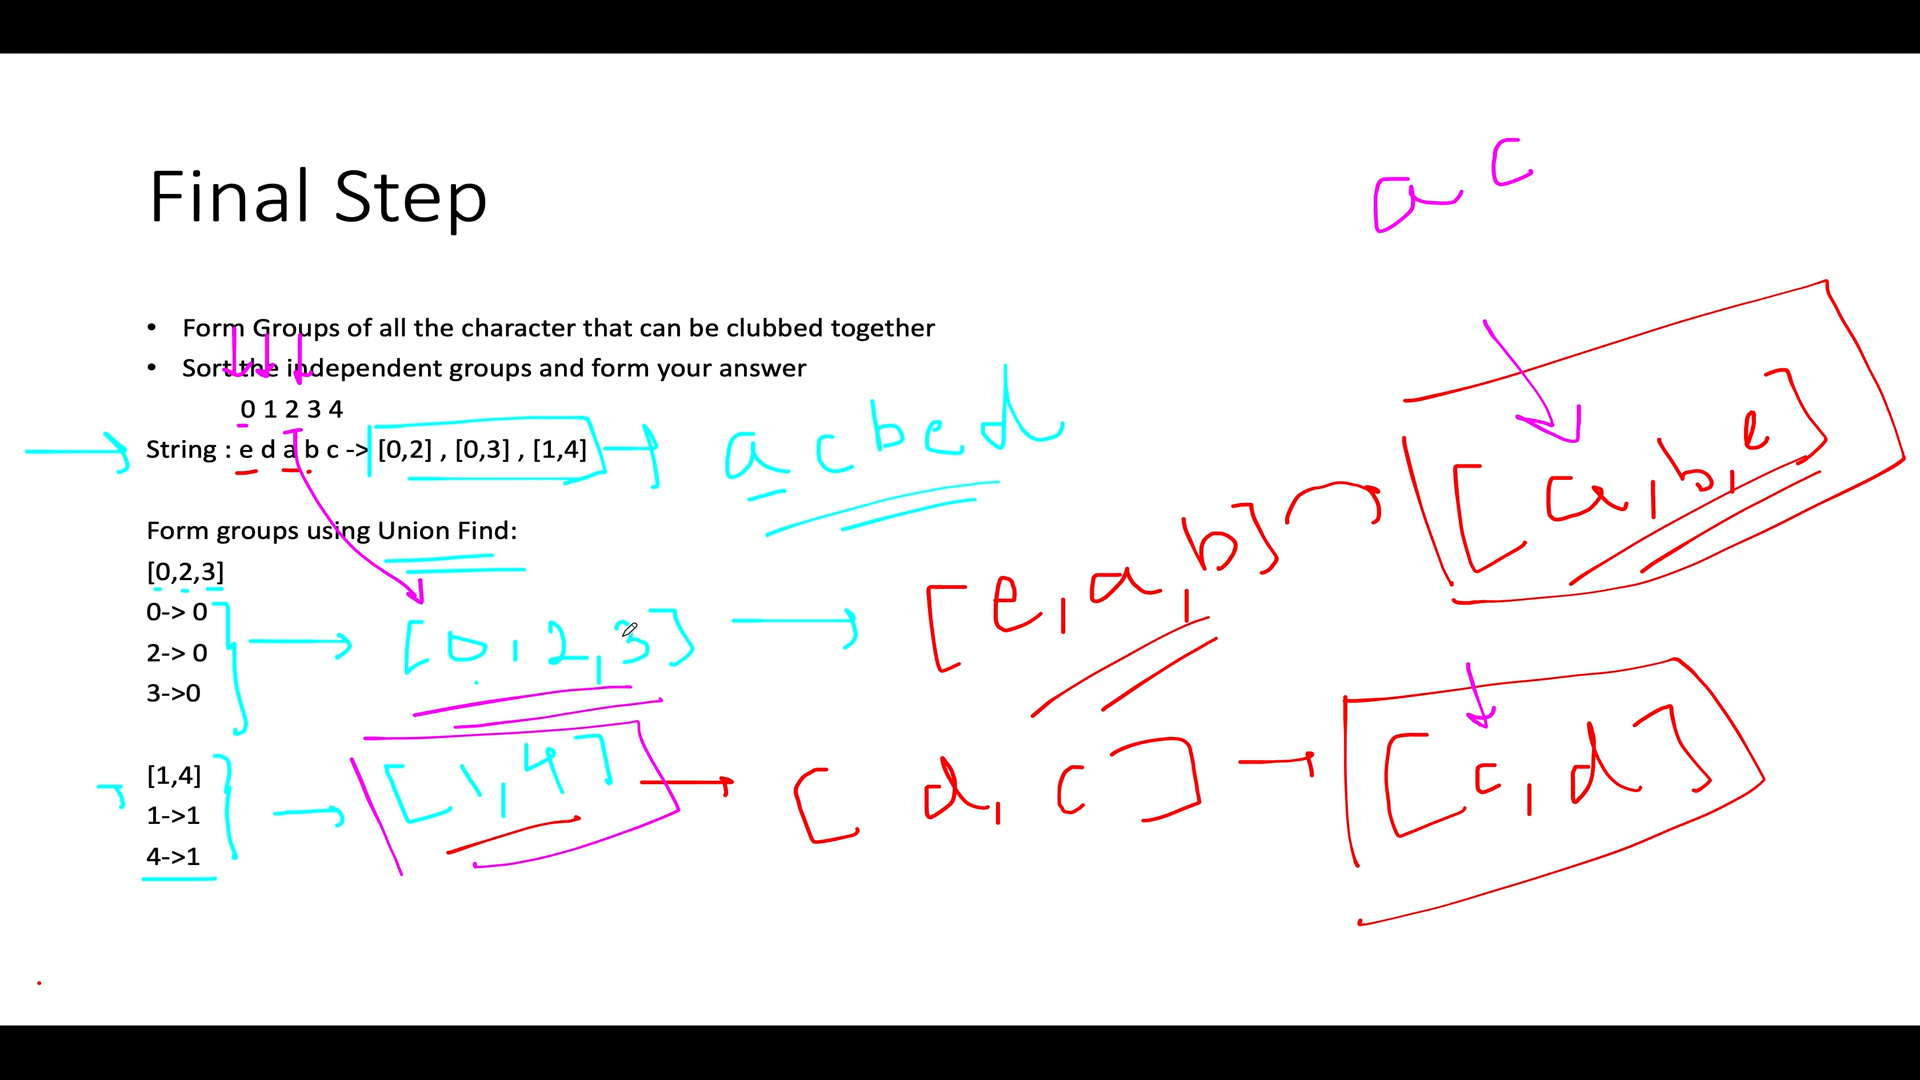 a c
Final Step
• Form Groups of all the character that can be clubbed together
• Sort the independent groups and form your answer
0 1 2 3 4
String : e d a b c -> [0,2] , [0,3] , [1,4] → a c b e d
Form groups using Union Find:
[0,2,3]
0-> 0
2-> 0
3->0
[0,2,3] → [e,a,b] → [a,b,e]
[1,4]
1->1
4->1
[1,4] → [d,c] → [c,d]